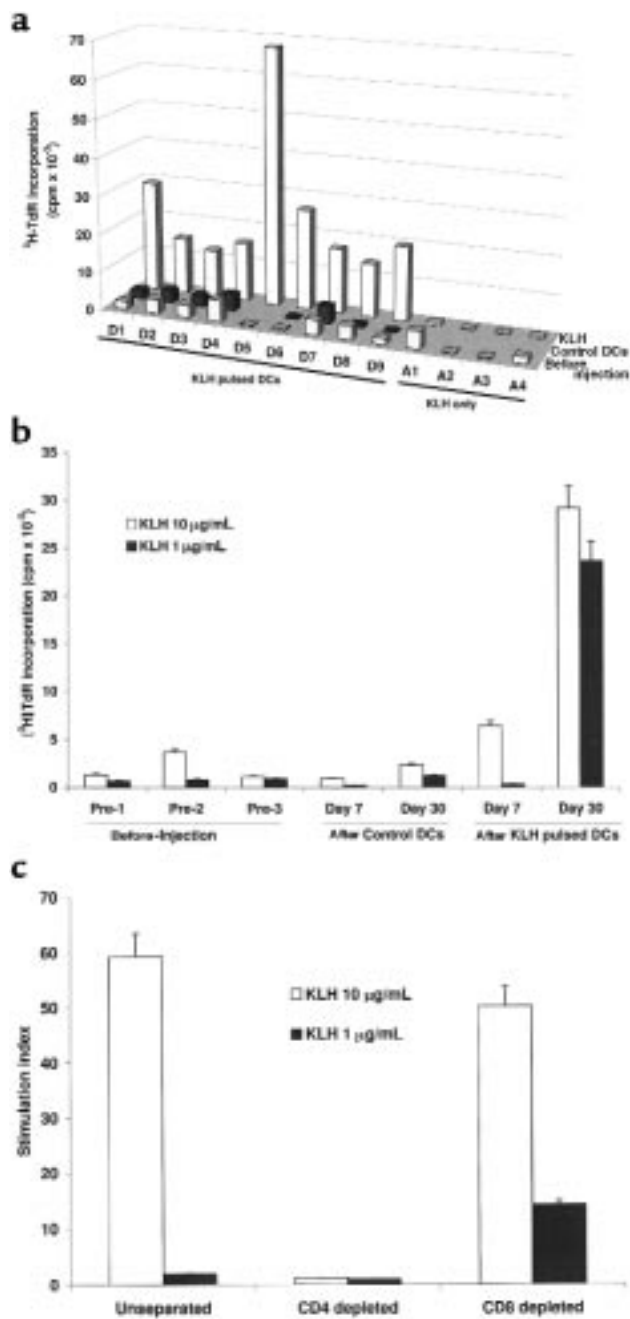 a
70
60
50
40
30
20
10
0
³H-TdR Incorporation
(cpm x 10⁻³)
D1 D2 D3 D4 D5 D6 D7 D8 D9 A1 A2 A3 A4
KLH
Control DCs
Before
injection
KLH pulsed DCs
KLH only
b
35
30
25
20
15
10
5
0
[³H]TdR Incorporation (cpm x 10⁻³)
KLH 10 µg/mL
KLH 1 µg/mL
Pre-1 Pre-2 Pre-3 Day 7 Day 30 Day 7 Day 30
Before-Injection After Control DCs After KLH pulsed DCs
c
70
60
50
40
30
20
10
0
Stimulation index
KLH 10 µg/mL
KLH 1 µg/mL
Unseparated CD4 depleted CD8 depleted